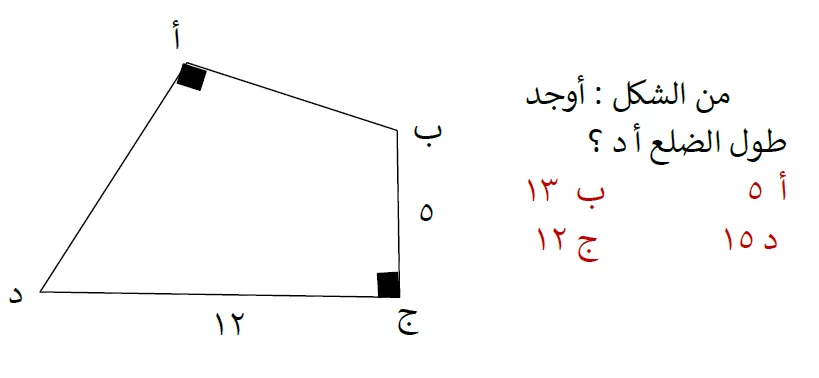 أ
من الشكل : أوجد
ب
طول الضلع أ د ؟
أ ٥ ب ١٣
٥
د ١٥ ج ١٢
د
ج
١٢